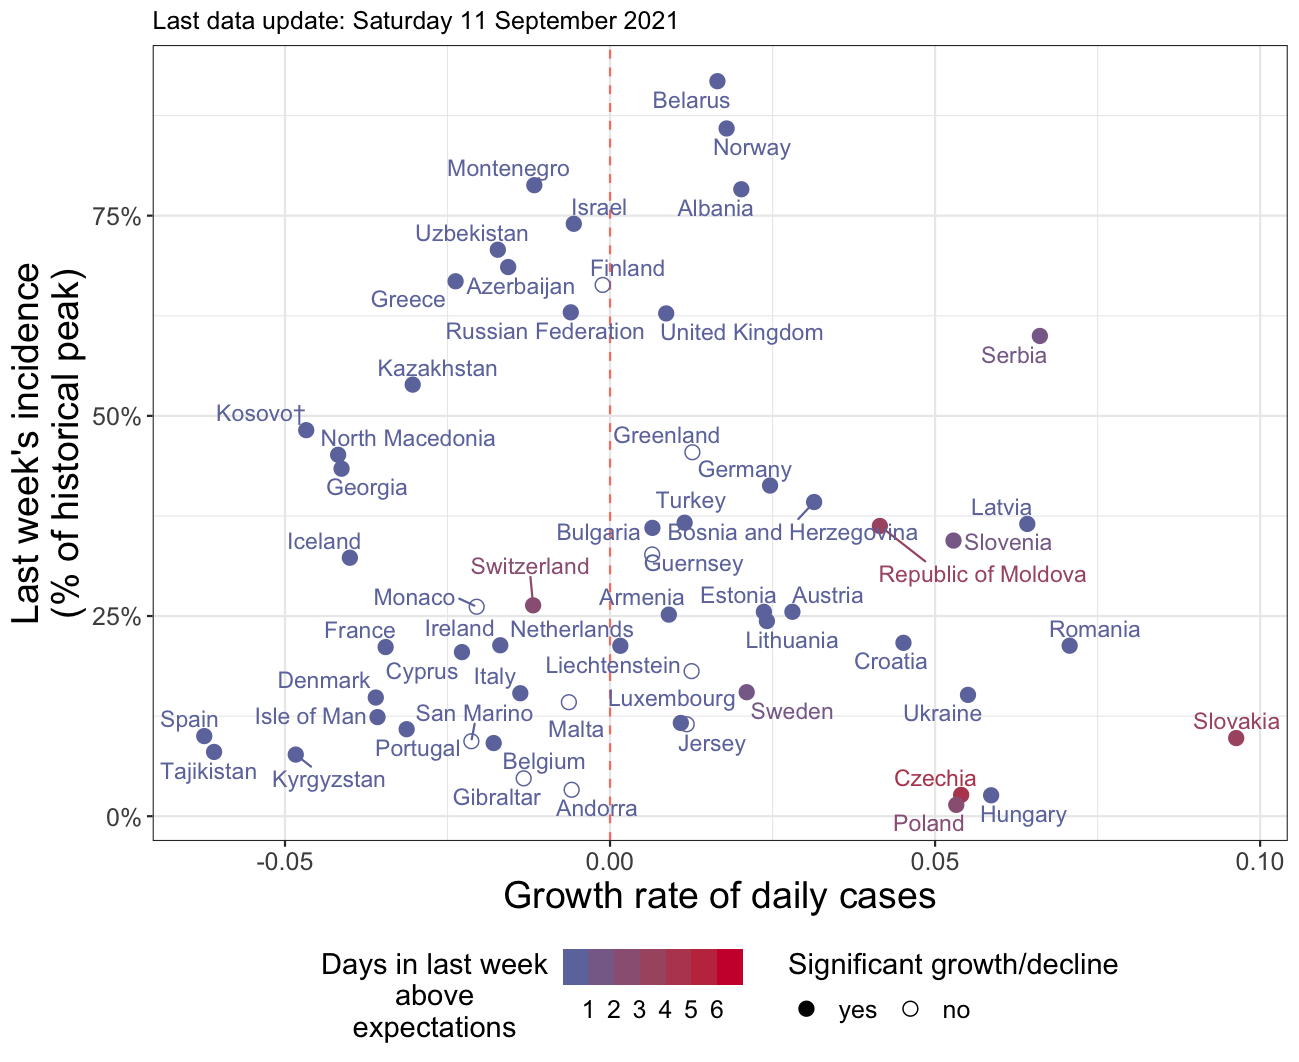 Last data update: Saturday 11 September 2021
Last week's incidence
(% of historical peak)
75%
50%
25%
0%
Belarus
Norway
Montenegro
Albania
Israel
Uzbekistan
Finland
Azerbaijan
Greece
Russian Federation
United Kingdom
Serbia
Kazakhstan
Kosovo†
North Macedonia
Greenland
Georgia
Germany
Turkey
Latvia
Bulgaria
Bosnia and Herzegovina
Iceland
Slovenia
Switzerland
Guernsey
Republic of Moldova
Monaco
Armenia
Estonia
Austria
France
Ireland
Netherlands
Lithuania
Romania
Cyprus
Liechtenstein
Croatia
Denmark
Italy
Luxembourg
Spain
Isle of Man
San Marino
Malta
Sweden
Ukraine
Slovakia
Portugal
Jersey
Tajikistan
Kyrgyzstan
Belgium
Czechia
Gibraltar
Andorra
Poland
Hungary
-0.05
0.00
0.05
0.10
Growth rate of daily cases
Days in last week
above
expectations
1 2 3 4 5 6
Significant growth/decline
yes
no